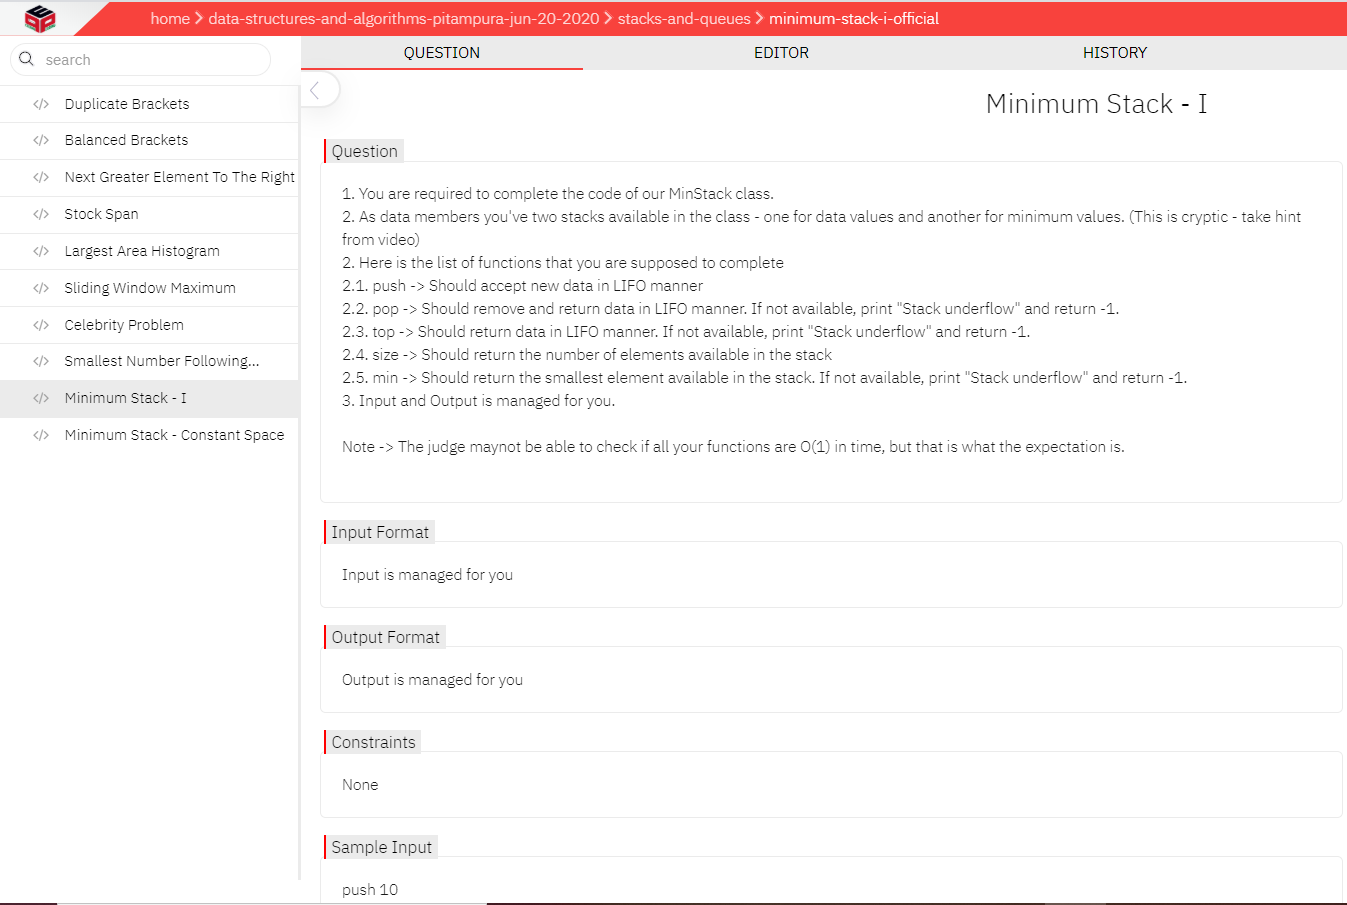 home > data-structures-and-algorithms-pitampura-jun-20-2020 > stacks-and-queues > minimum-stack-i-official
search
Duplicate Brackets
Balanced Brackets
Next Greater Element To The Right
Stock Span
Largest Area Histogram
Sliding Window Maximum
Celebrity Problem
Smallest Number Following...
Minimum Stack - I
Minimum Stack - Constant Space
QUESTION EDITOR HISTORY
Minimum Stack - I
Question
1. You are required to complete the code of our MinStack class.
2. As data members you've two stacks available in the class - one for data values and another for minimum values. (This is cryptic - take hint
from video)
2. Here is the list of functions that you are supposed to complete
2.1. push -> Should accept new data in LIFO manner
2.2. pop -> Should remove and return data in LIFO manner. If not available, print "Stack underflow" and return -1.
2.3. top -> Should return data in LIFO manner. If not available, print "Stack underflow" and return -1.
2.4. size -> Should return the number of elements available in the stack
2.5. min -> Should return the smallest element available in the stack. If not available, print "Stack underflow" and return -1.
3. Input and Output is managed for you.
Note -> The judge maynot be able to check if all your functions are O(1) in time, but that is what the expectation is.
Input Format
Input is managed for you
Output Format
Output is managed for you
Constraints
None
Sample Input
push 10